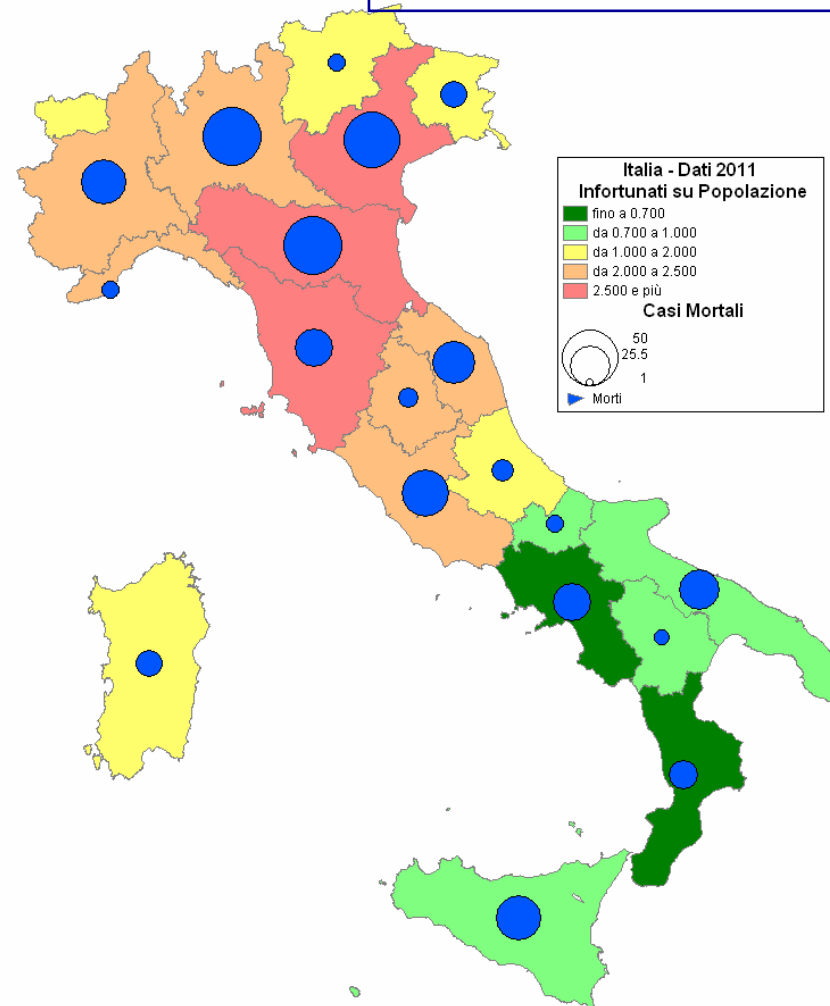 Italia - Dati 2011
Infortunati su Popolazione
fino a 0.700
da 0.700 a 1.000
da 1.000 a 2.000
da 2.000 a 2.500
2.500 e più
Casi Mortali
50
25.5
1
Morti